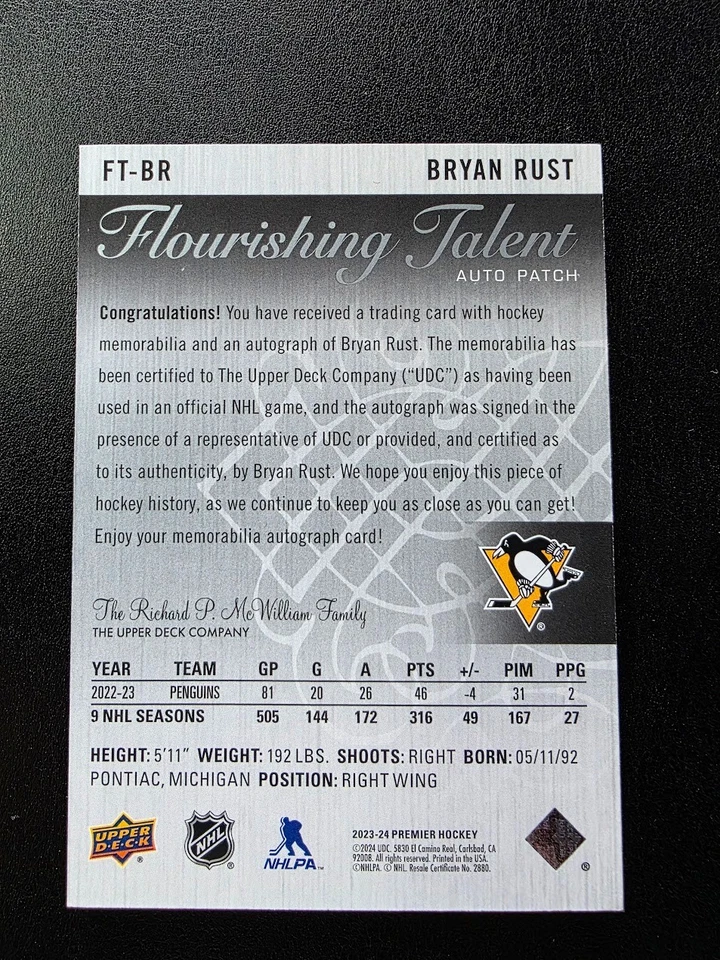 FT-BR BRYAN RUST
Flourishing Talent
AUTO PATCH
Congratulations! You have received a trading card with hockey
memorabilia and an autograph of Bryan Rust. The memorabilia has
been certified to The Upper Deck Company (“UDC”) as having been
used in an official NHL game, and the autograph was signed in the
presence of a representative of UDC or provided, and certified as
to its authenticity, by Bryan Rust. We hope you enjoy this piece of
hockey history, as we continue to keep you as close as you can get!
Enjoy your memorabilia autograph card!
®
The Richard P. McWilliam Family
THE UPPER DECK COMPANY
YEAR TEAM GP G A PTS +/- PIM PPG
2022-23 PENGUINS 81 20 26 46 -4 31 2
9 NHL SEASONS 505 144 172 316 49 167 27
HEIGHT: 5'11" WEIGHT: 192 LBS. SHOOTS: RIGHT BORN: 05/11/92
PONTIAC, MICHIGAN POSITION: RIGHT WING
UPPER DECK ®
NHL ®
NHLPA™
2023-24 PREMIER HOCKEY
©2024 UDC. 5830 El Camino Real, Carlsbad, CA
92008. All rights reserved. Printed in the USA.
©NHLPA. © NHL. Resale Certificate No. 2880.
®